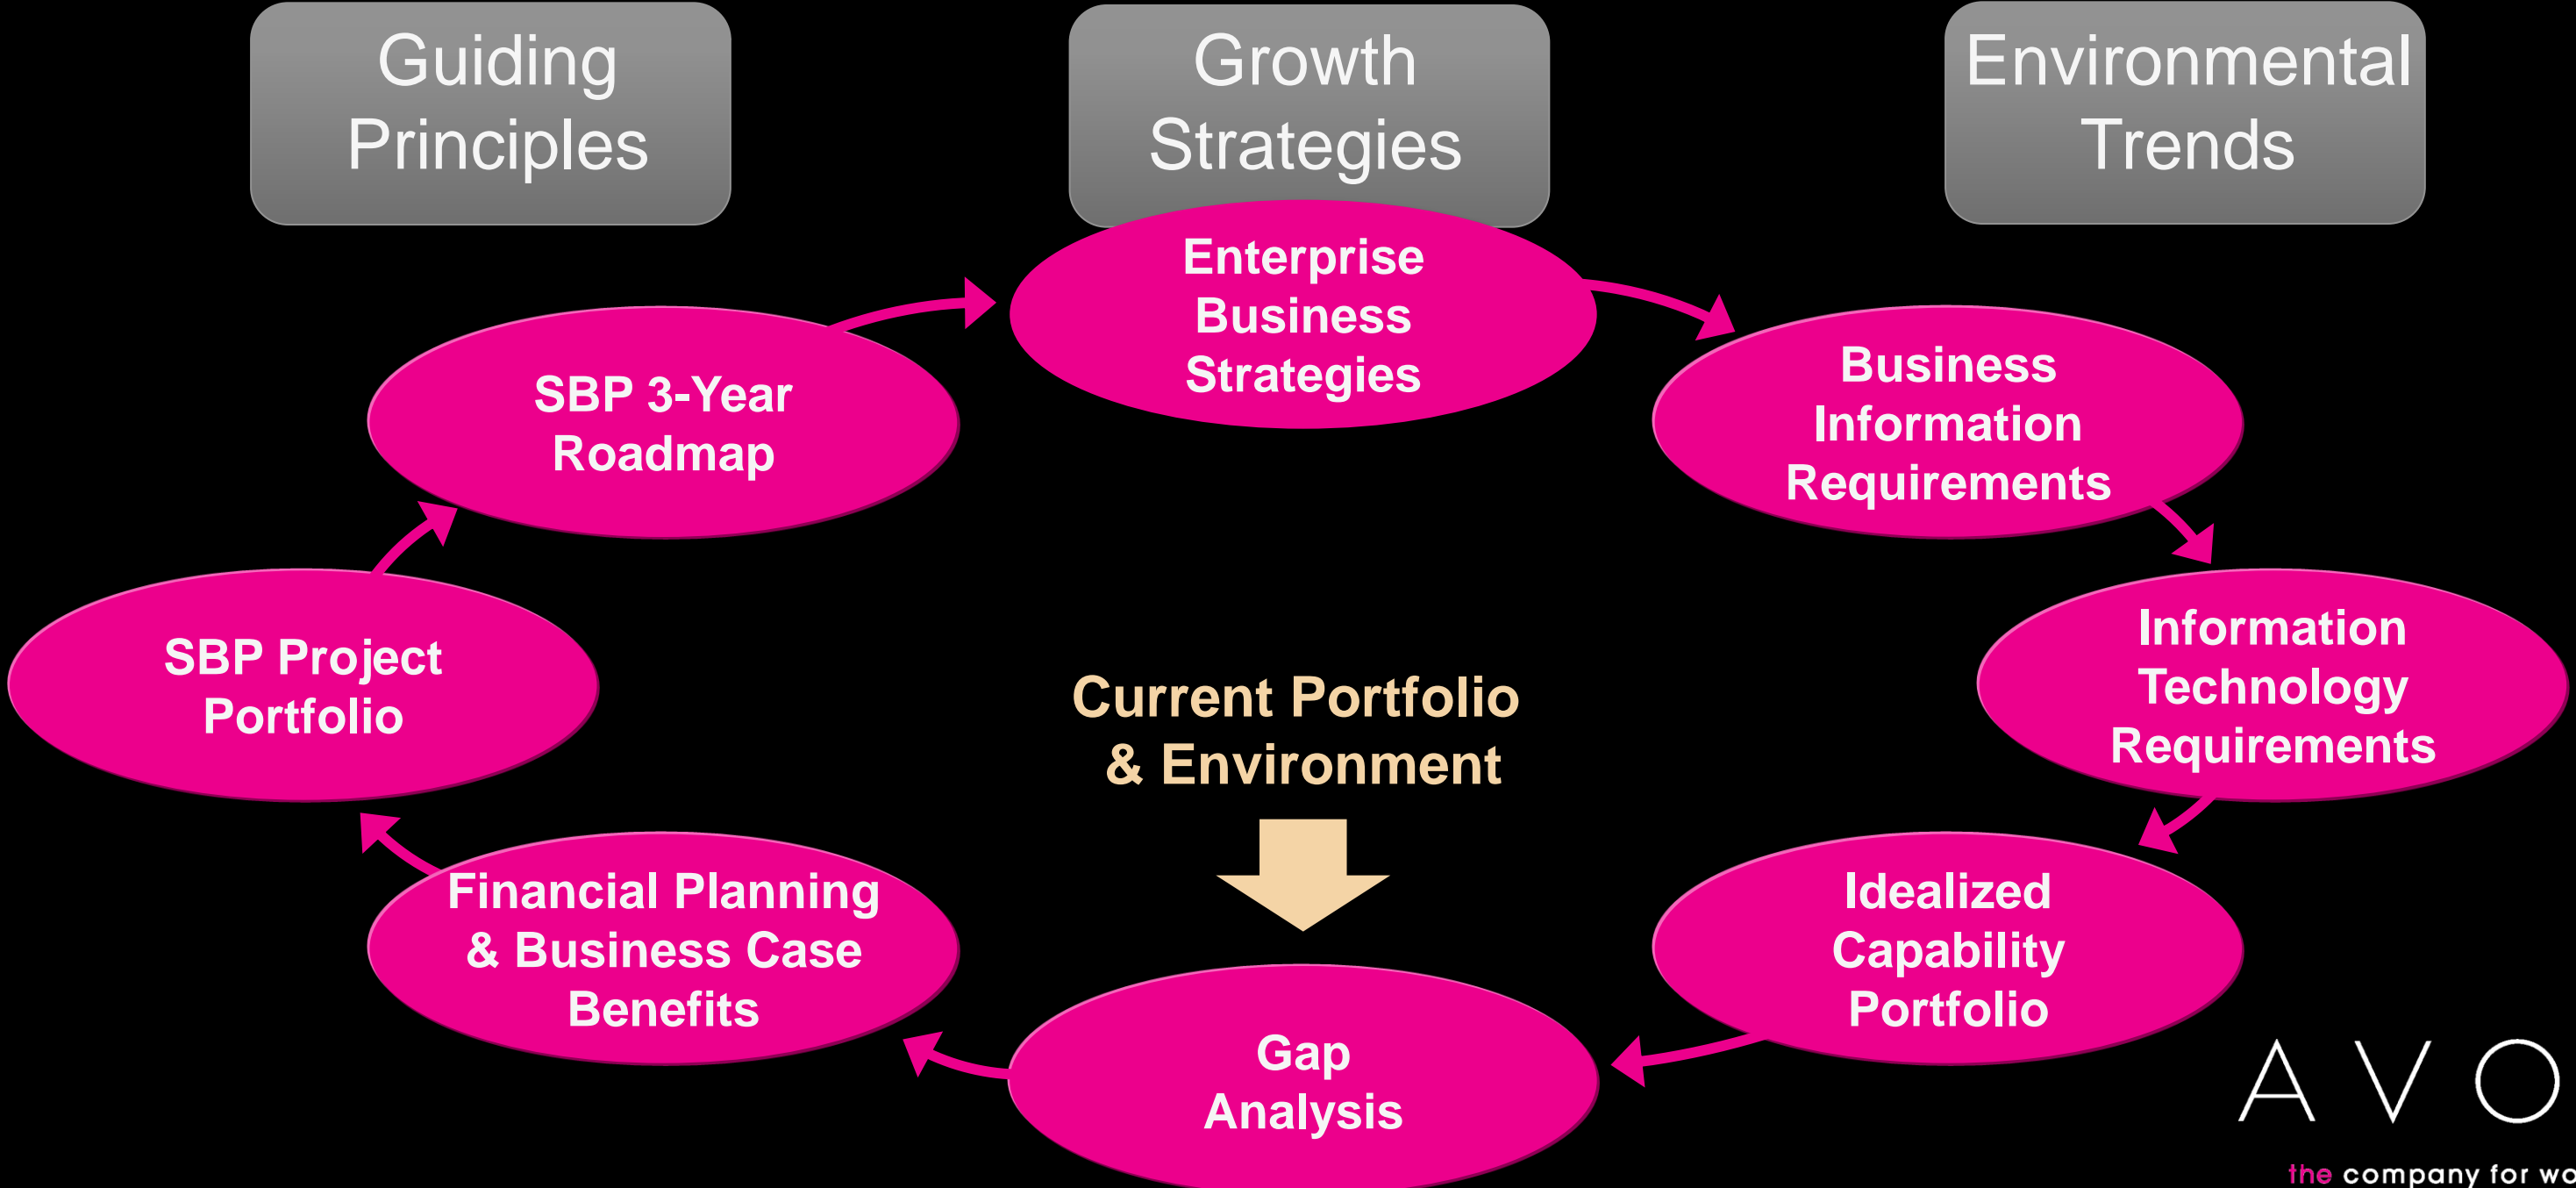 Guiding
Principles
Growth
Strategies
Environmental
Trends
Enterprise
Business
Strategies
Business
Information
Requirements
SBP 3-Year
Roadmap
Information
Technology
Requirements
SBP Project
Portfolio
Current Portfolio
& Environment
Idealized
Capability
Portfolio
Financial Planning
& Business Case
Benefits
Gap
Analysis
AVO
the company for wo